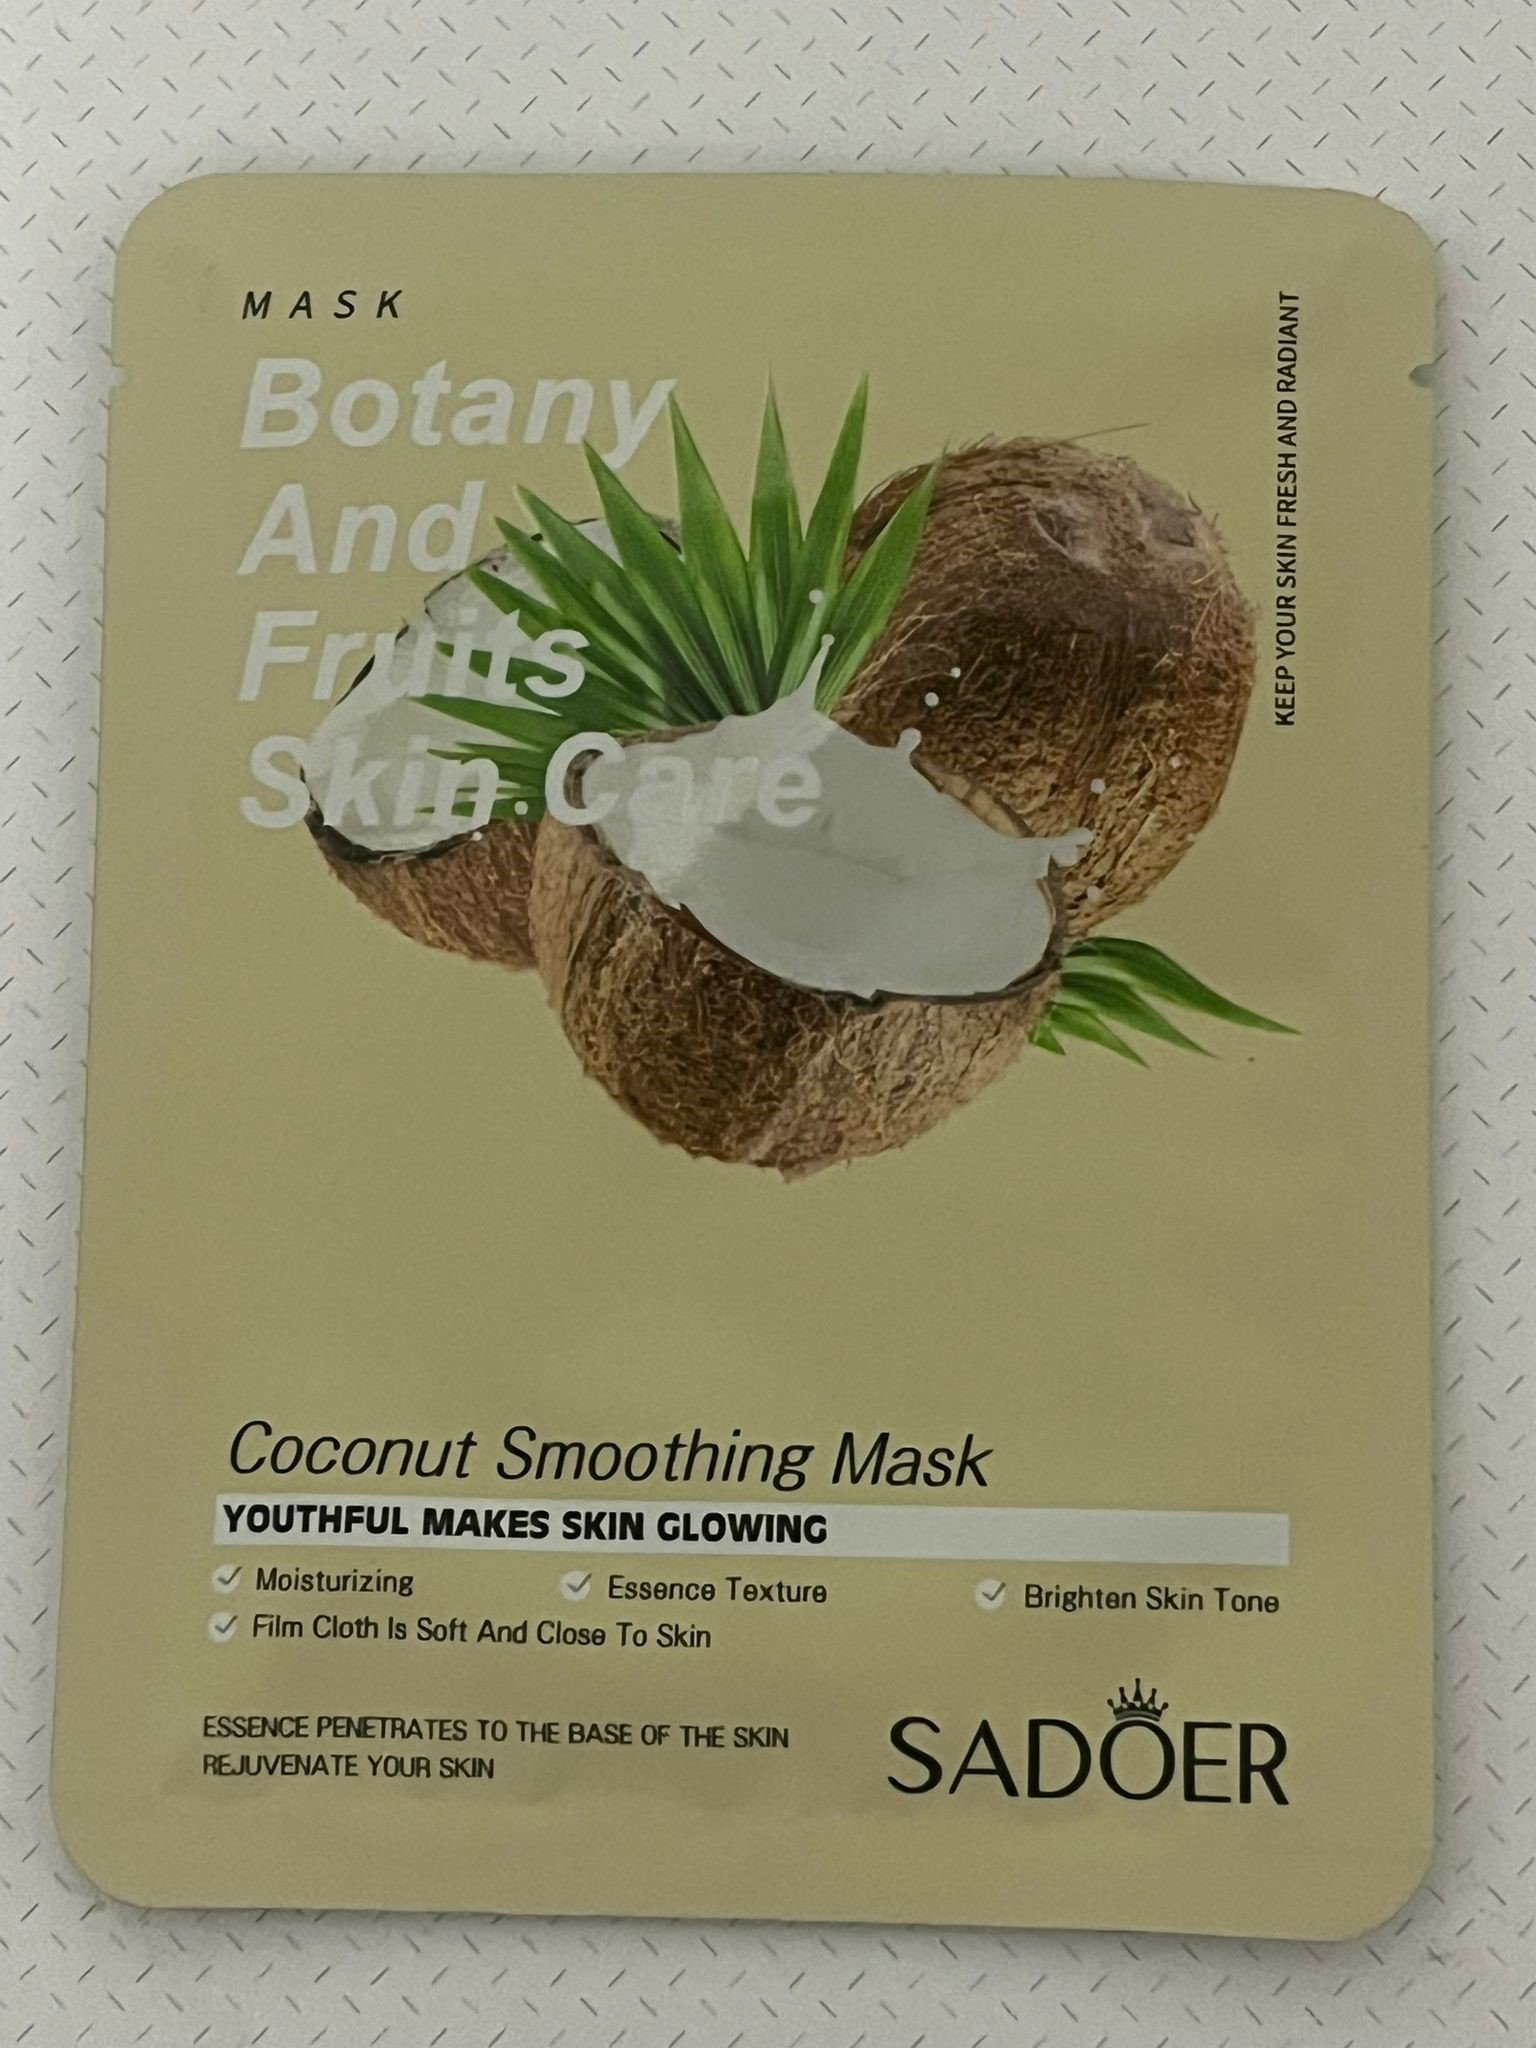 MASK
Botany
And
Fruits
Skin Care
KEEP YOUR SKIN FRESH AND RADIANT
Coconut Smoothing Mask
YOUTHFUL MAKES SKIN GLOWING
Moisturizing
Essence Texture
Brighten Skin Tone
Film Cloth Is Soft And Close To Skin
ESSENCE PENETRATES TO THE BASE OF THE SKIN
REJUVENATE YOUR SKIN
SADOER